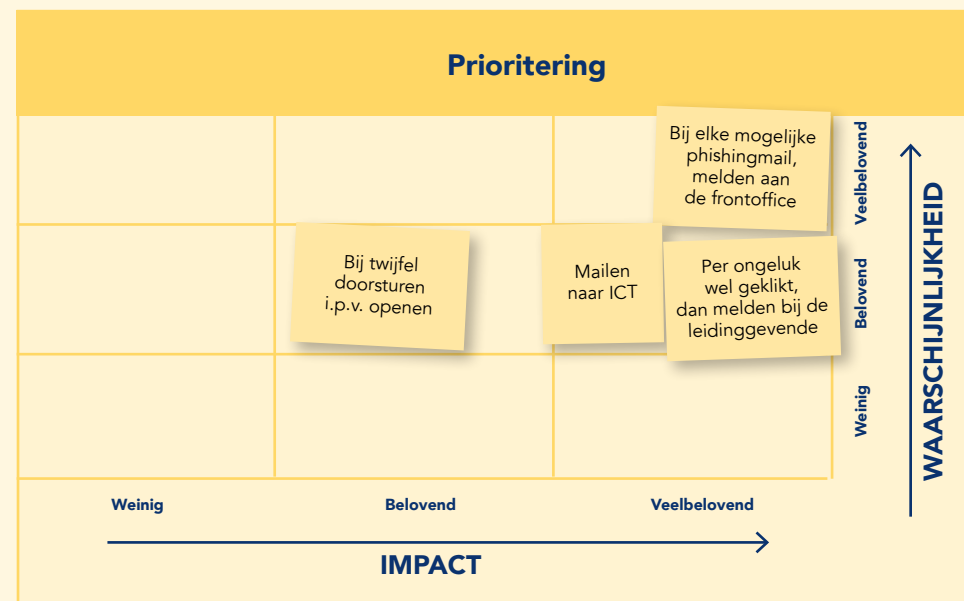 Prioritering
Bij elke mogelijke
phishingmail,
melden aan
de frontoffice
Bij twijfel
doorsturen
i.p.v. openen
Mailen
naar ICT
Per ongeluk
wel geklikt,
dan melden bij de
leidinggevende
Veelbelovend
Belovend
Weinig
WAARSCHIJNLIJKHEID
Weinig
Belovend
Veelbelovend
IMPACT